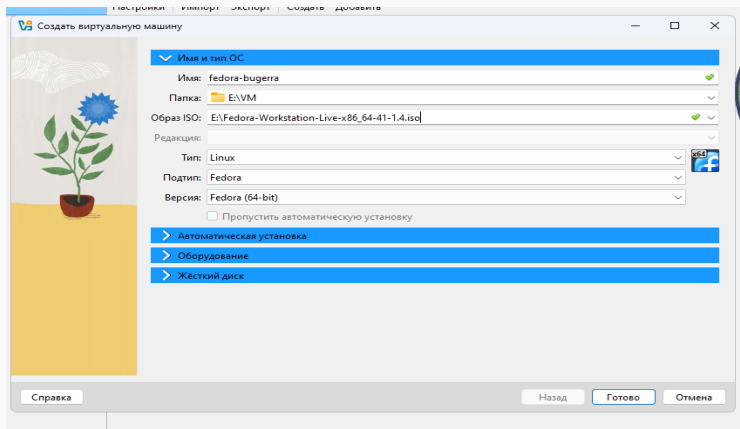 Настройки Импорт Экспорт Создать Добавить
Создать виртуальную машину
Имя и тип ОС
Имя: fedora-bugerra
Папка: E:\VM
Образ ISO: E:\Fedora-Workstation-Live-x86_64-41-1.4.iso
Редакция:
Тип: Linux
x64
Подтип: Fedora
Версия: Fedora (64-bit)
Пропустить автоматическую установку
Автоматическая установка
Оборудование
Жёсткий диск
Справка Назад Готово Отмена